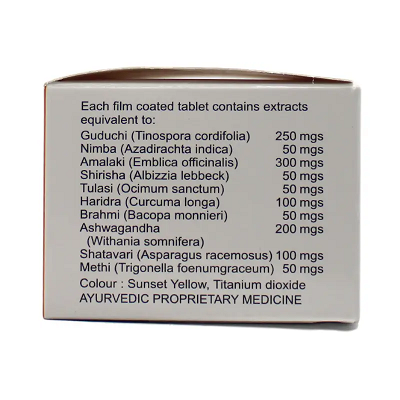 Each film coated tablet contains extracts
equivalent to:
Guduchi (Tinospora cordifolia) 250 mgs
Nimba (Azadirachta indica) 50 mgs
Amalaki (Emblica officinalis) 300 mgs
Shirisha (Albizzia lebbeck) 50 mgs
Tulasi (Ocimum sanctum) 50 mgs
Haridra (Curcuma longa) 100 mgs
Brahmi (Bacopa monnieri) 50 mgs
Ashwagandha 200 mgs
(Withania somnifera)
Shatavari (Asparagus racemosus) 100 mgs
Methi (Trigonella foenumgraceum) 50 mgs
Colour : Sunset Yellow, Titanium dioxide
AYURVEDIC PROPRIETARY MEDICINE